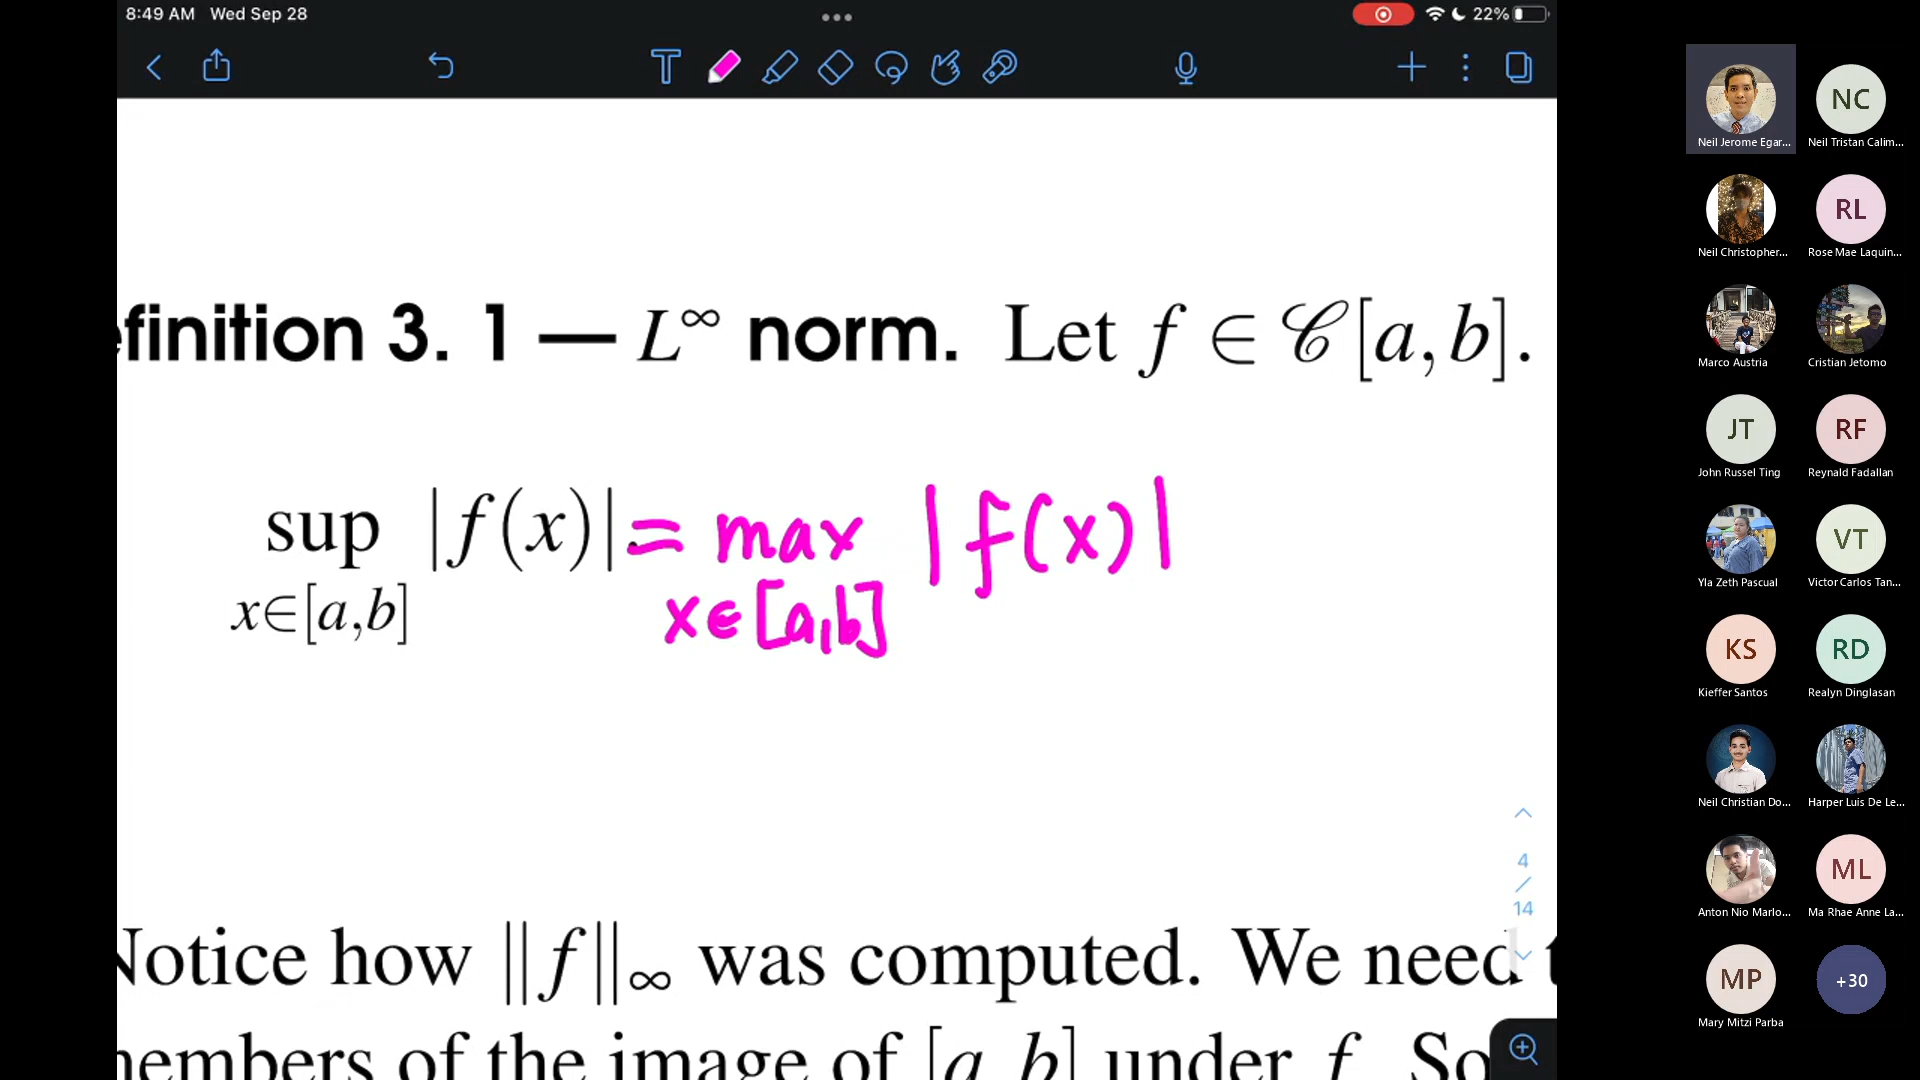 8:49 AM Wed Sep 28
22%
efinition 3. 1 — L∞ norm. Let f ∈ 𝒞[a, b].
sup |f(x)| = max |f(x)|
x∈[a,b] x∈[a,b]
4
/
14
Notice how ‖f‖∞ was computed. We need t
members of the image of [a, b] under f. So
Neil Jerome Egar...
NC
Neil Tristan Calim...
Neil Christopher...
RL
Rose Mae Laquin...
Marco Austria
Cristian Jetomo
JT
John Russel Ting
RF
Reynald Fadallan
Yla Zeth Pascual
VT
Victor Carlos Tan...
KS
Kieffer Santos
RD
Realyn Dinglasan
Neil Christian Do...
Harper Luis De Le...
Anton Nio Marlo...
ML
Ma Rhae Anne La...
MP
Mary Mitzi Parba
+30